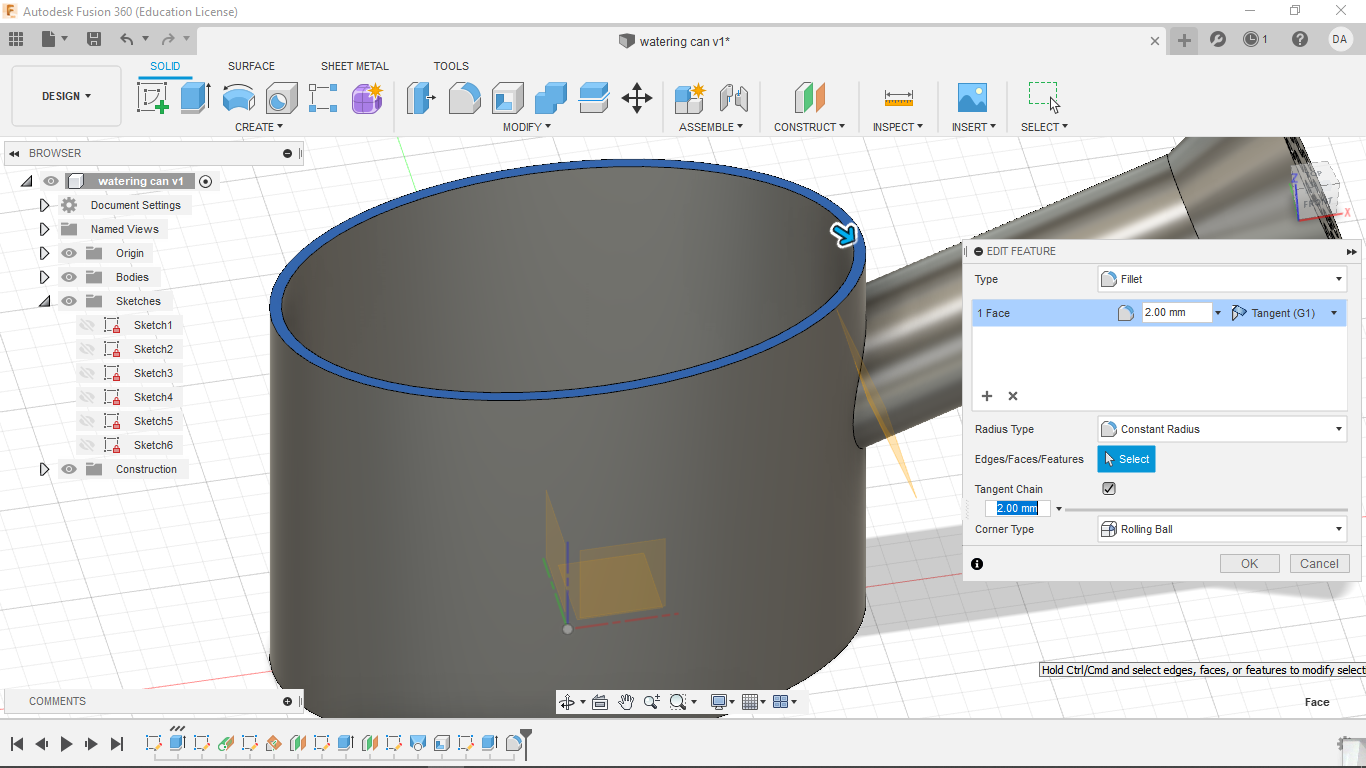 Autodesk Fusion 360 (Education License)
watering can v1*
1
DA
DESIGN
SOLID
SURFACE
SHEET METAL
TOOLS
CREATE
MODIFY
ASSEMBLE
CONSTRUCT
INSPECT
INSERT
SELECT
BROWSER
watering can v1
Document Settings
Named Views
Origin
Bodies
Sketches
Sketch1
Sketch2
Sketch3
Sketch4
Sketch5
Sketch6
Construction
Z
FRONT
X
EDIT FEATURE
Type
Fillet
1 Face
2.00 mm
Tangent (G1)
Radius Type
Constant Radius
Edges/Faces/Features
Select
Tangent Chain
2.00 mm
Corner Type
Rolling Ball
OK
Cancel
Hold Ctrl/Cmd and select edges, faces, or features to modify select
Face
COMMENTS